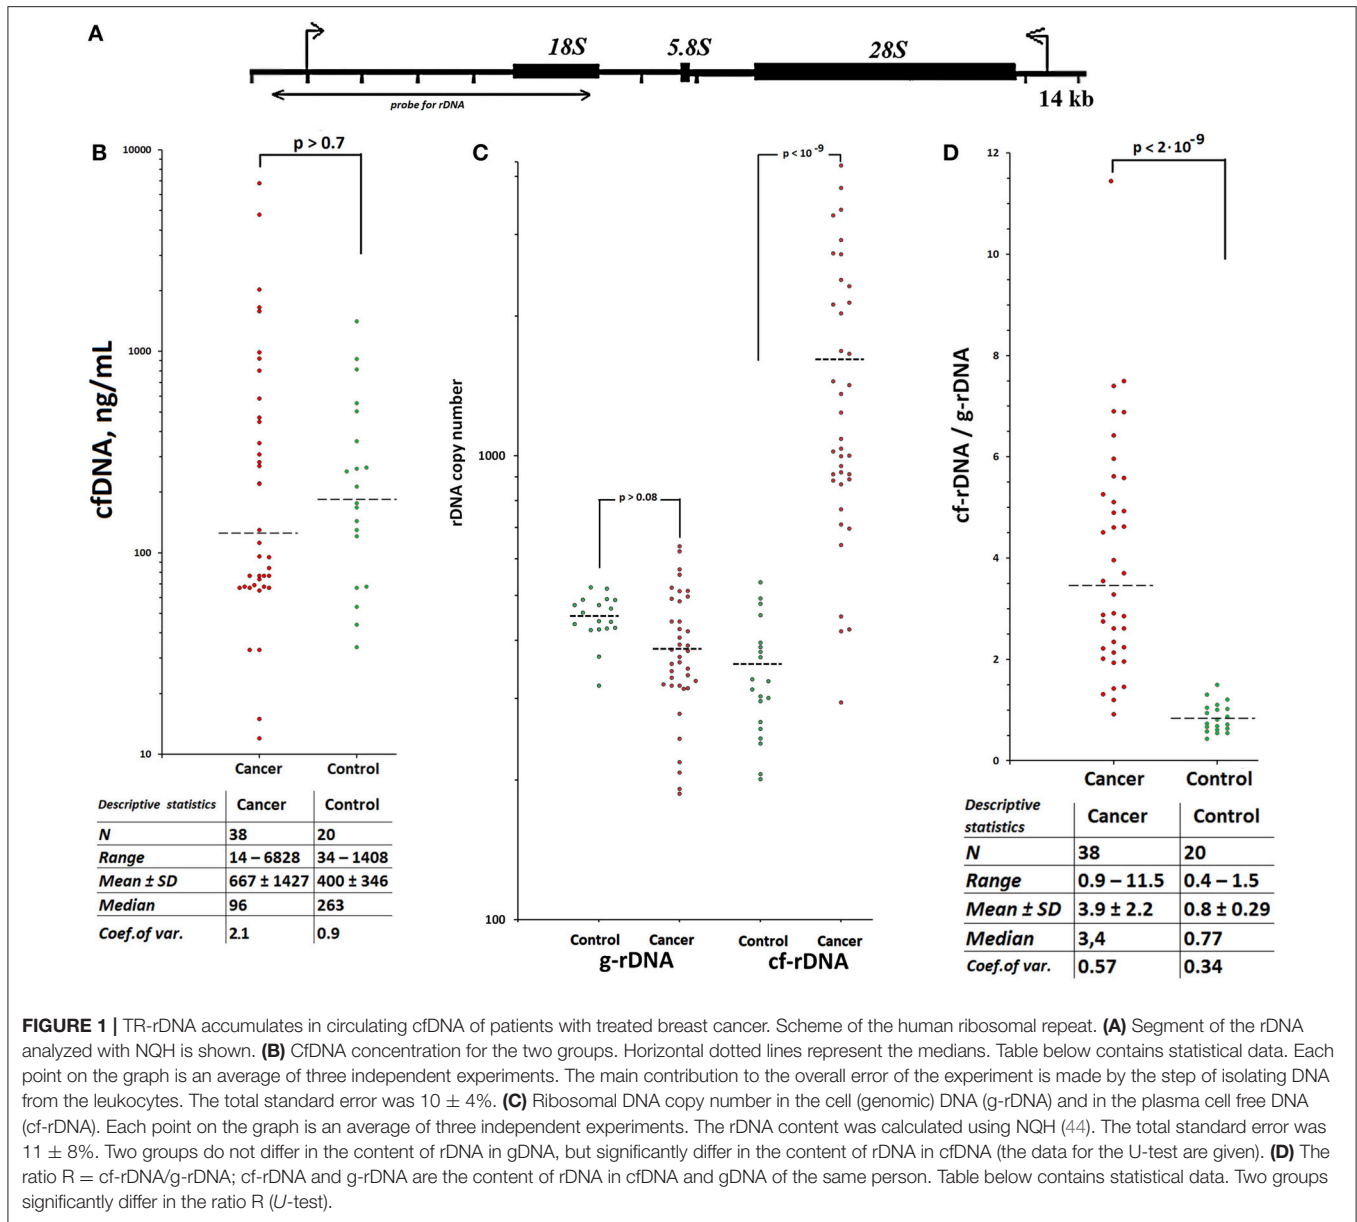 A
18S
5.8S
28S
probe for rDNA
14 kb
B
p > 0.7
cfDNA, ng/mL
10000
1000
100
10
Cancer Control
Descriptive statistics Cancer Control
N 38 20
Range 14 – 6828 34 – 1408
Mean ± SD 667 ± 1427 400 ± 346
Median 96 263
Coef.of var. 2.1 0.9
C
p < 10 -9
p > 0.08
rDNA copy number
1000
100
Control Cancer Control Cancer
g-rDNA cf-rDNA
D
p < 2·10 -9
cf-rDNA / g-rDNA
12
10
8
6
4
2
0
Cancer Control
Descriptive
statistics Cancer Control
N 38 20
Range 0.9 – 11.5 0.4 – 1.5
Mean ± SD 3.9 ± 2.2 0.8 ± 0.29
Median 3,4 0.77
Coef.of var. 0.57 0.34
FIGURE 1 | TR-rDNA accumulates in circulating cfDNA of patients with treated breast cancer. Scheme of the human ribosomal repeat. (A) Segment of the rDNA
analyzed with NQH is shown. (B) CfDNA concentration for the two groups. Horizontal dotted lines represent the medians. Table below contains statistical data. Each
point on the graph is an average of three independent experiments. The main contribution to the overall error of the experiment is made by the step of isolating DNA
from the leukocytes. The total standard error was 10 ± 4%. (C) Ribosomal DNA copy number in the cell (genomic) DNA (g-rDNA) and in the plasma cell free DNA
(cf-rDNA). Each point on the graph is an average of three independent experiments. The rDNA content was calculated using NQH (44). The total standard error was
11 ± 8%. Two groups do not differ in the content of rDNA in gDNA, but significantly differ in the content of rDNA in cfDNA (the data for the U-test are given). (D) The
ratio R = cf-rDNA/g-rDNA; cf-rDNA and g-rDNA are the content of rDNA in cfDNA and gDNA of the same person. Table below contains statistical data. Two groups
significantly differ in the ratio R (U-test).